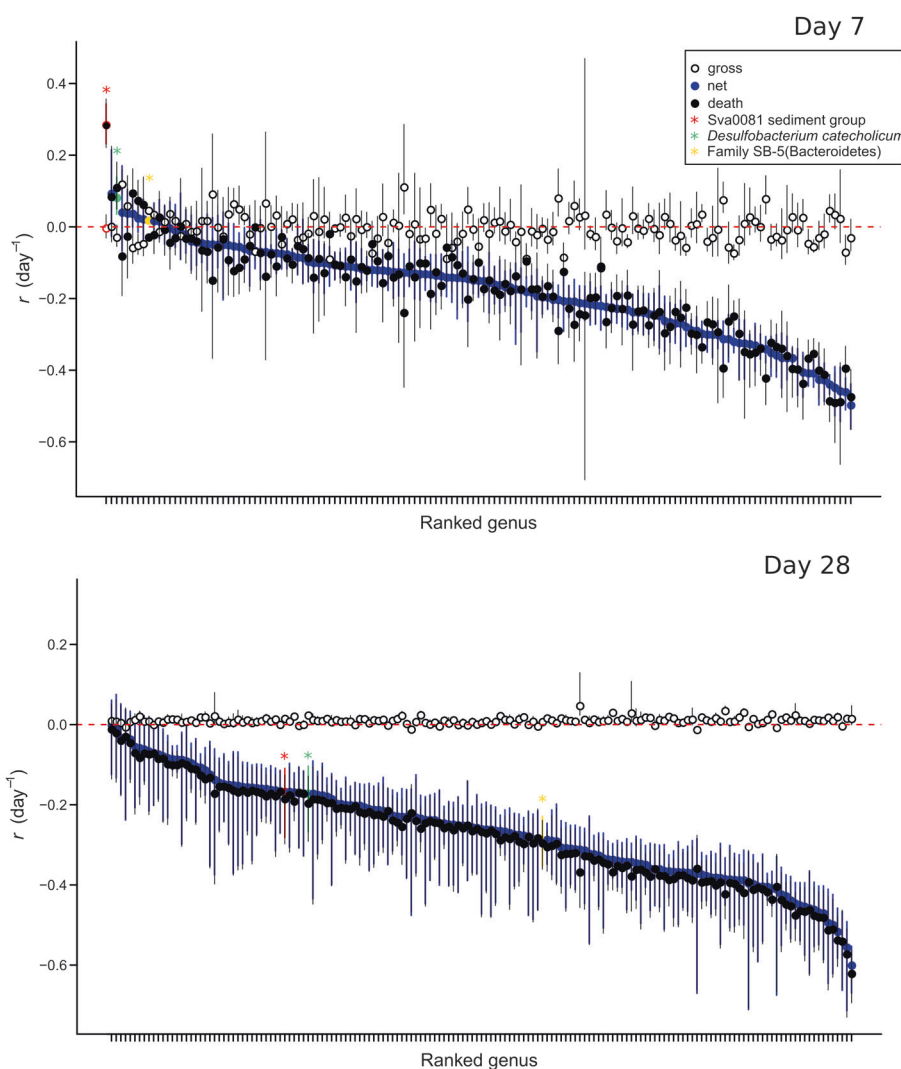 Day 7
gross
net
death
Sva0081 sediment group
Desulfobacterium catecholicum
Family SB-5(Bacteroidetes)
0.4
0.2
0.0
−0.2
−0.4
−0.6
r (day⁻¹)
Ranked genus
Day 28
0.2
0.0
−0.2
−0.4
−0.6
r (day⁻¹)
Ranked genus